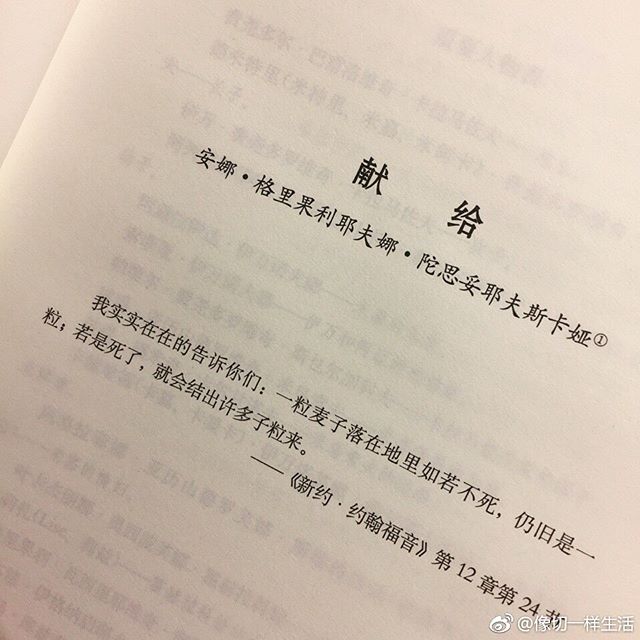 献给
安娜·格里果利耶夫娜·陀思妥耶夫斯卡娅①
我实实在在的告诉你们：一粒麦子落在地里如若不死，仍旧是一
粒；若是死了，就会结出许多子粒来。
——《新约·约翰福音》第12章第24节
@像切一样生活